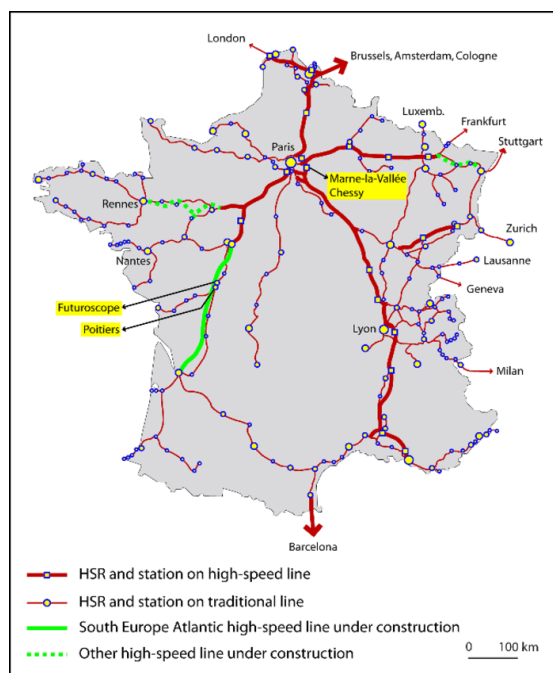 London
Brussels, Amsterdam, Cologne
Luxemb.
Frankfurt
Stuttgart
Paris
Marne-la-Vallée
Chessy
Rennes
Zurich
Nantes
Lausanne
Geneva
Futuroscope
Poitiers
Lyon
Milan
Barcelona
HSR and station on high-speed line
HSR and station on traditional line
South Europe Atlantic high-speed line under construction
Other high-speed line under construction
0 100 km